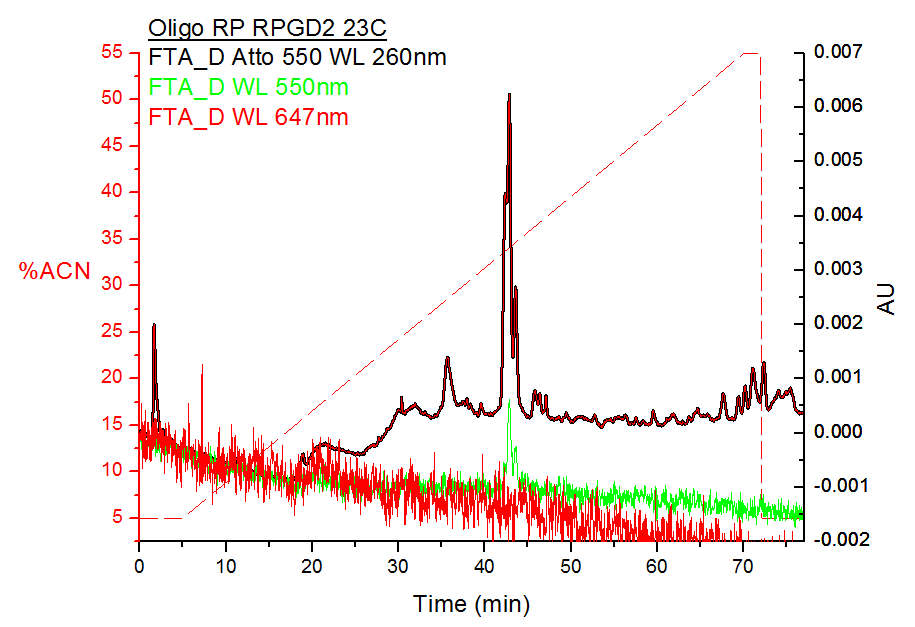 Oligo RP RPGD2 23C
FTA_D Atto 550 WL 260nm
FTA_D WL 550nm
FTA_D WL 647nm
%ACN
55
50
45
40
35
30
25
20
15
10
5
0.007
0.006
0.005
0.004
0.003
0.002
0.001
0.000
-0.001
-0.002
AU
0 10 20 30 40 50 60 70
Time (min)